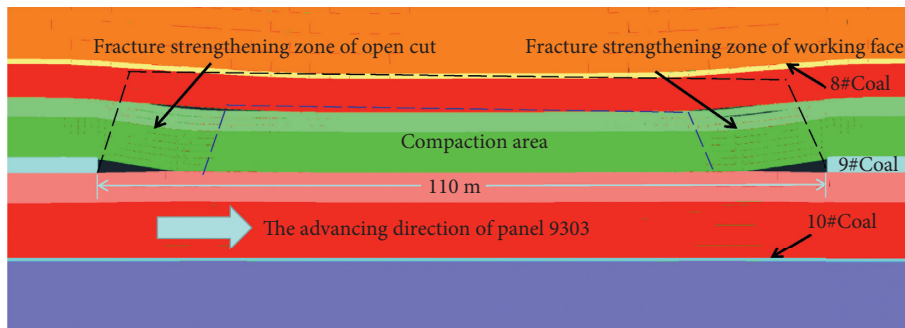 Fracture strengthening zone of open cut
Fracture strengthening zone of working face
8#Coal
Compaction area
9#Coal
110 m
The advancing direction of panel 9303
10#Coal